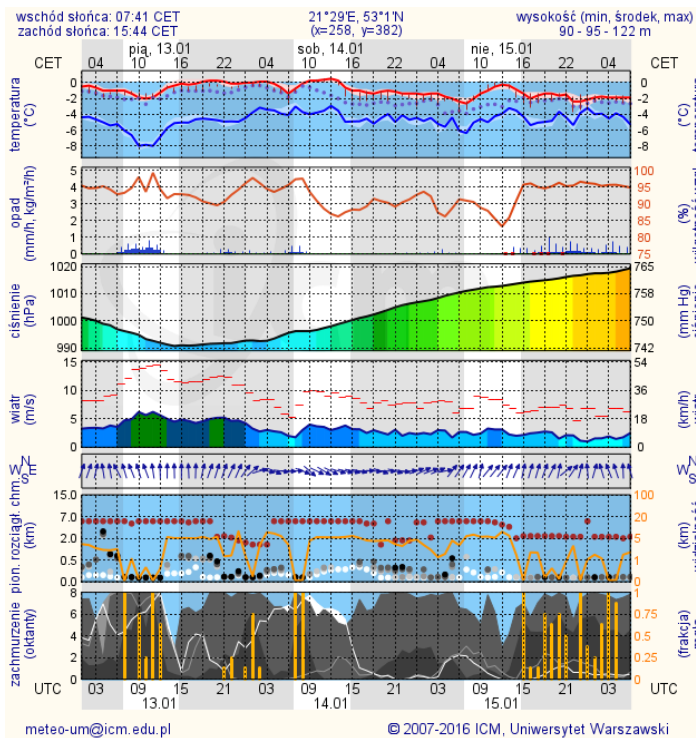 wschód słońca: 07:41 CET
zachód słońca: 15:44 CET
21°29'E, 53°1'N
(x=258, y=382)
wysokość (min, środek, max)
90 - 95 - 122 m
pią, 13.01
sob, 14.01
nie, 15.01
CET 04 10 16 22 04 10 16 22 04 10 16 22 04 CET
temperatura
(°C)
0
-2
-4
-6
-8
0
-2
-4
-6
-8
(°C)
opad
(mm/h, kg/m²/h)
5
4
3
2
1
0
100
95
90
85
80
75
(%)
ciśnienie
(hPa)
1020
1010
1000
990
765
758
750
742
(mm Hg)
wiatr
(m/s)
15
10
5
0
54
36
18
0
(km/h)
N
W E
S
N
W
S
pion. rozciągł. chm.
(km)
15.0
7.0
2.0
0.5
0.0
100
20
5
1
0
(km)
zachmurzenie
(oktanty)
8
6
4
2
0
1
0.75
0.5
0.25
0
(frakcja)
UTC 03 09 15 21 03 09 15 21 03 09 15 21 03 UTC
13.01
14.01
15.01
meteo-um@icm.edu.pl
© 2007-2016 ICM, Uniwersytet Warszawski